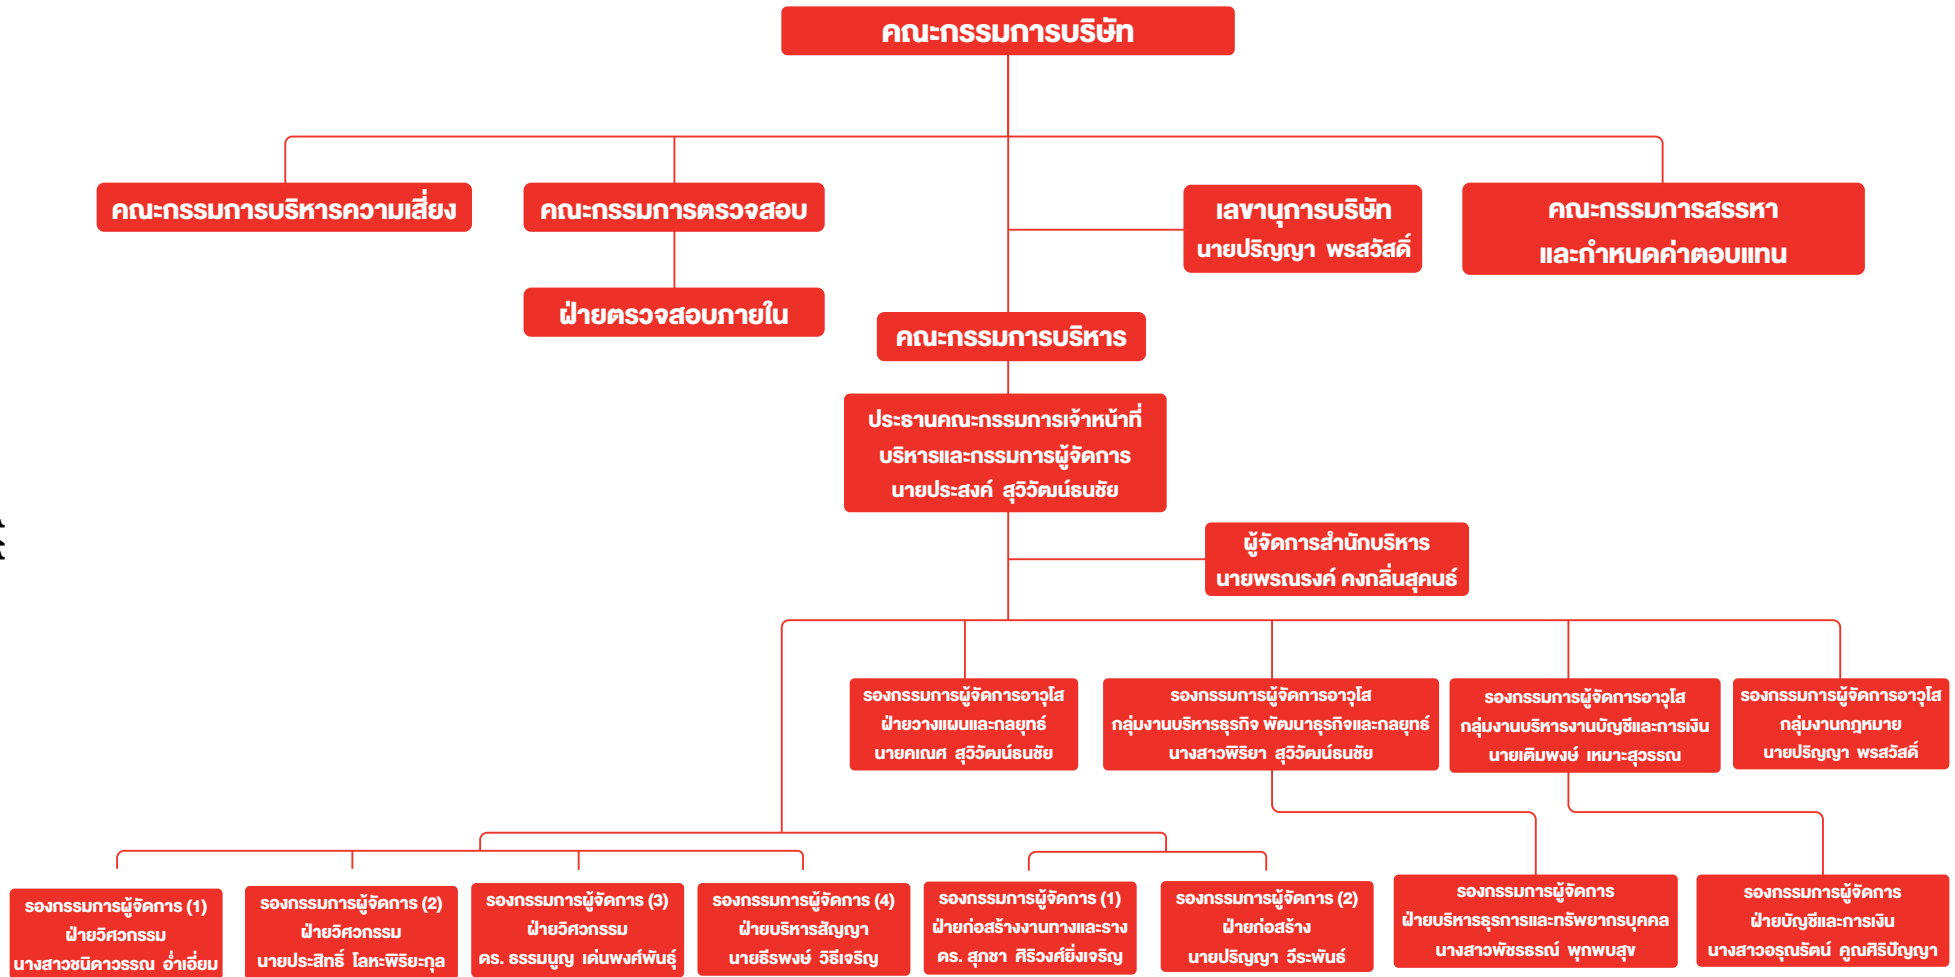 คณะกรรมการบริษัท
คณะกรรมการบริหารความเสี่ยง
คณะกรรมการตรวจสอบ
เลขานุการบริษัท
นายปริญญา พรสวัสดิ์
คณะกรรมการสรรหา
และกำหนดค่าตอบแทน
ฝ่ายตรวจสอบภายใน
คณะกรรมการบริหาร
ประธานคณะกรรมการเจ้าหน้าที่
บริหารและกรรมการผู้จัดการ
นายประสงค์ สุวิวัฒน์ธนชัย
ผู้จัดการสำนักบริหาร
นายพรณรงค์ คงกลิ่นสุคนธ์
รองกรรมการผู้จัดการอาวุโส
ฝ่ายวางแผนและกลยุทธ์
นายคเณศ สุวิวัฒน์ธนชัย
รองกรรมการผู้จัดการอาวุโส
กลุ่มงานบริหารธุรกิจ พัฒนาธุรกิจและกลยุทธ์
นางสาวพิริยา สุวิวัฒน์ธนชัย
รองกรรมการผู้จัดการอาวุโส
กลุ่มงานบริหารงานบัญชีและการเงิน
นายเติมพงษ์ เหมาะสุวรรณ
รองกรรมการผู้จัดการอาวุโส
กลุ่มงานกฎหมาย
นายปริญญา พรสวัสดิ์
รองกรรมการผู้จัดการ (1)
ฝ่ายวิศวกรรม
นางสาวชนิดาวรรณ อ่ำเอี่ยม
รองกรรมการผู้จัดการ (2)
ฝ่ายวิศวกรรม
นายประสิทธิ์ โลหะพิริยะกุล
รองกรรมการผู้จัดการ (3)
ฝ่ายวิศวกรรม
ดร. ธรรมนูญ เด่นพงศ์พันธุ์
รองกรรมการผู้จัดการ (4)
ฝ่ายบริหารสัญญา
นายธีรพงษ์ วิธีเจริญ
รองกรรมการผู้จัดการ (1)
ฝ่ายก่อสร้างงานทางและราง
ดร. สุภชา ศิริวงศ์ยิ่งเจริญ
รองกรรมการผู้จัดการ (2)
ฝ่ายก่อสร้าง
นายปริญญา วีระพันธ์
รองกรรมการผู้จัดการ
ฝ่ายบริหารธุรการและทรัพยากรบุคคล
นางสาวพัชรธรณ์ พุกพบสุข
รองกรรมการผู้จัดการ
ฝ่ายบัญชีและการเงิน
นางสาวอรุณรัตน์ คูณศิริปัญญา